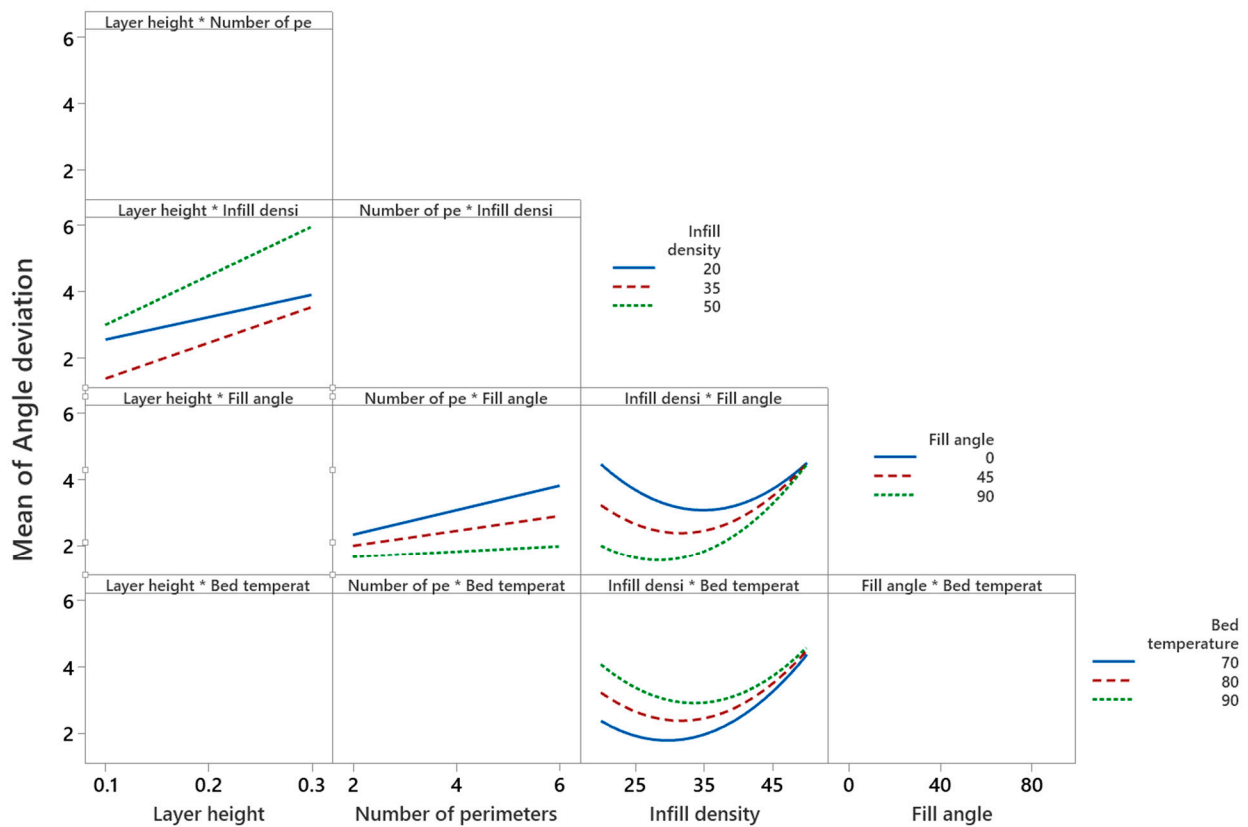 Layer height * Number of pe
6
4
2
Layer height * Infill densi
Number of pe * Infill densi
6
4
2
Infill
density
20
35
50
Mean of Angle deviation
Layer height * Fill angle
Number of pe * Fill angle
Infill densi * Fill angle
6
4
2
Fill angle
0
45
90
Layer height * Bed temperat
Number of pe * Bed temperat
Infill densi * Bed temperat
Fill angle * Bed temperat
6
4
2
Bed
temperature
70
80
90
0.1 0.2 0.3 2 4 6 25 35 45 0 40 80
Layer height
Number of perimeters
Infill density
Fill angle